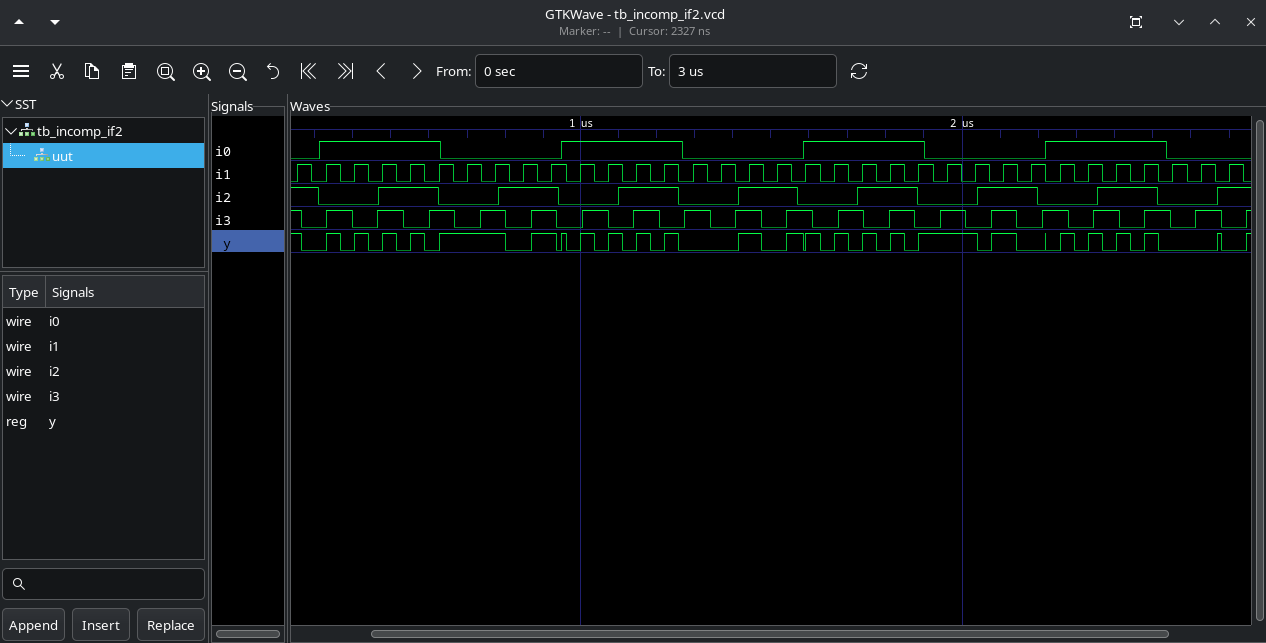 GTKWave - tb_incomp_if2.vcd
Marker: -- | Cursor: 2327 ns
From: 0 sec To: 3 us
SST
tb_incomp_if2
uut
Type Signals
wire i0
wire i1
wire i2
wire i3
reg y
Append Insert Replace
Signals
i0
i1
i2
i3
y
Waves
1 us 2 us